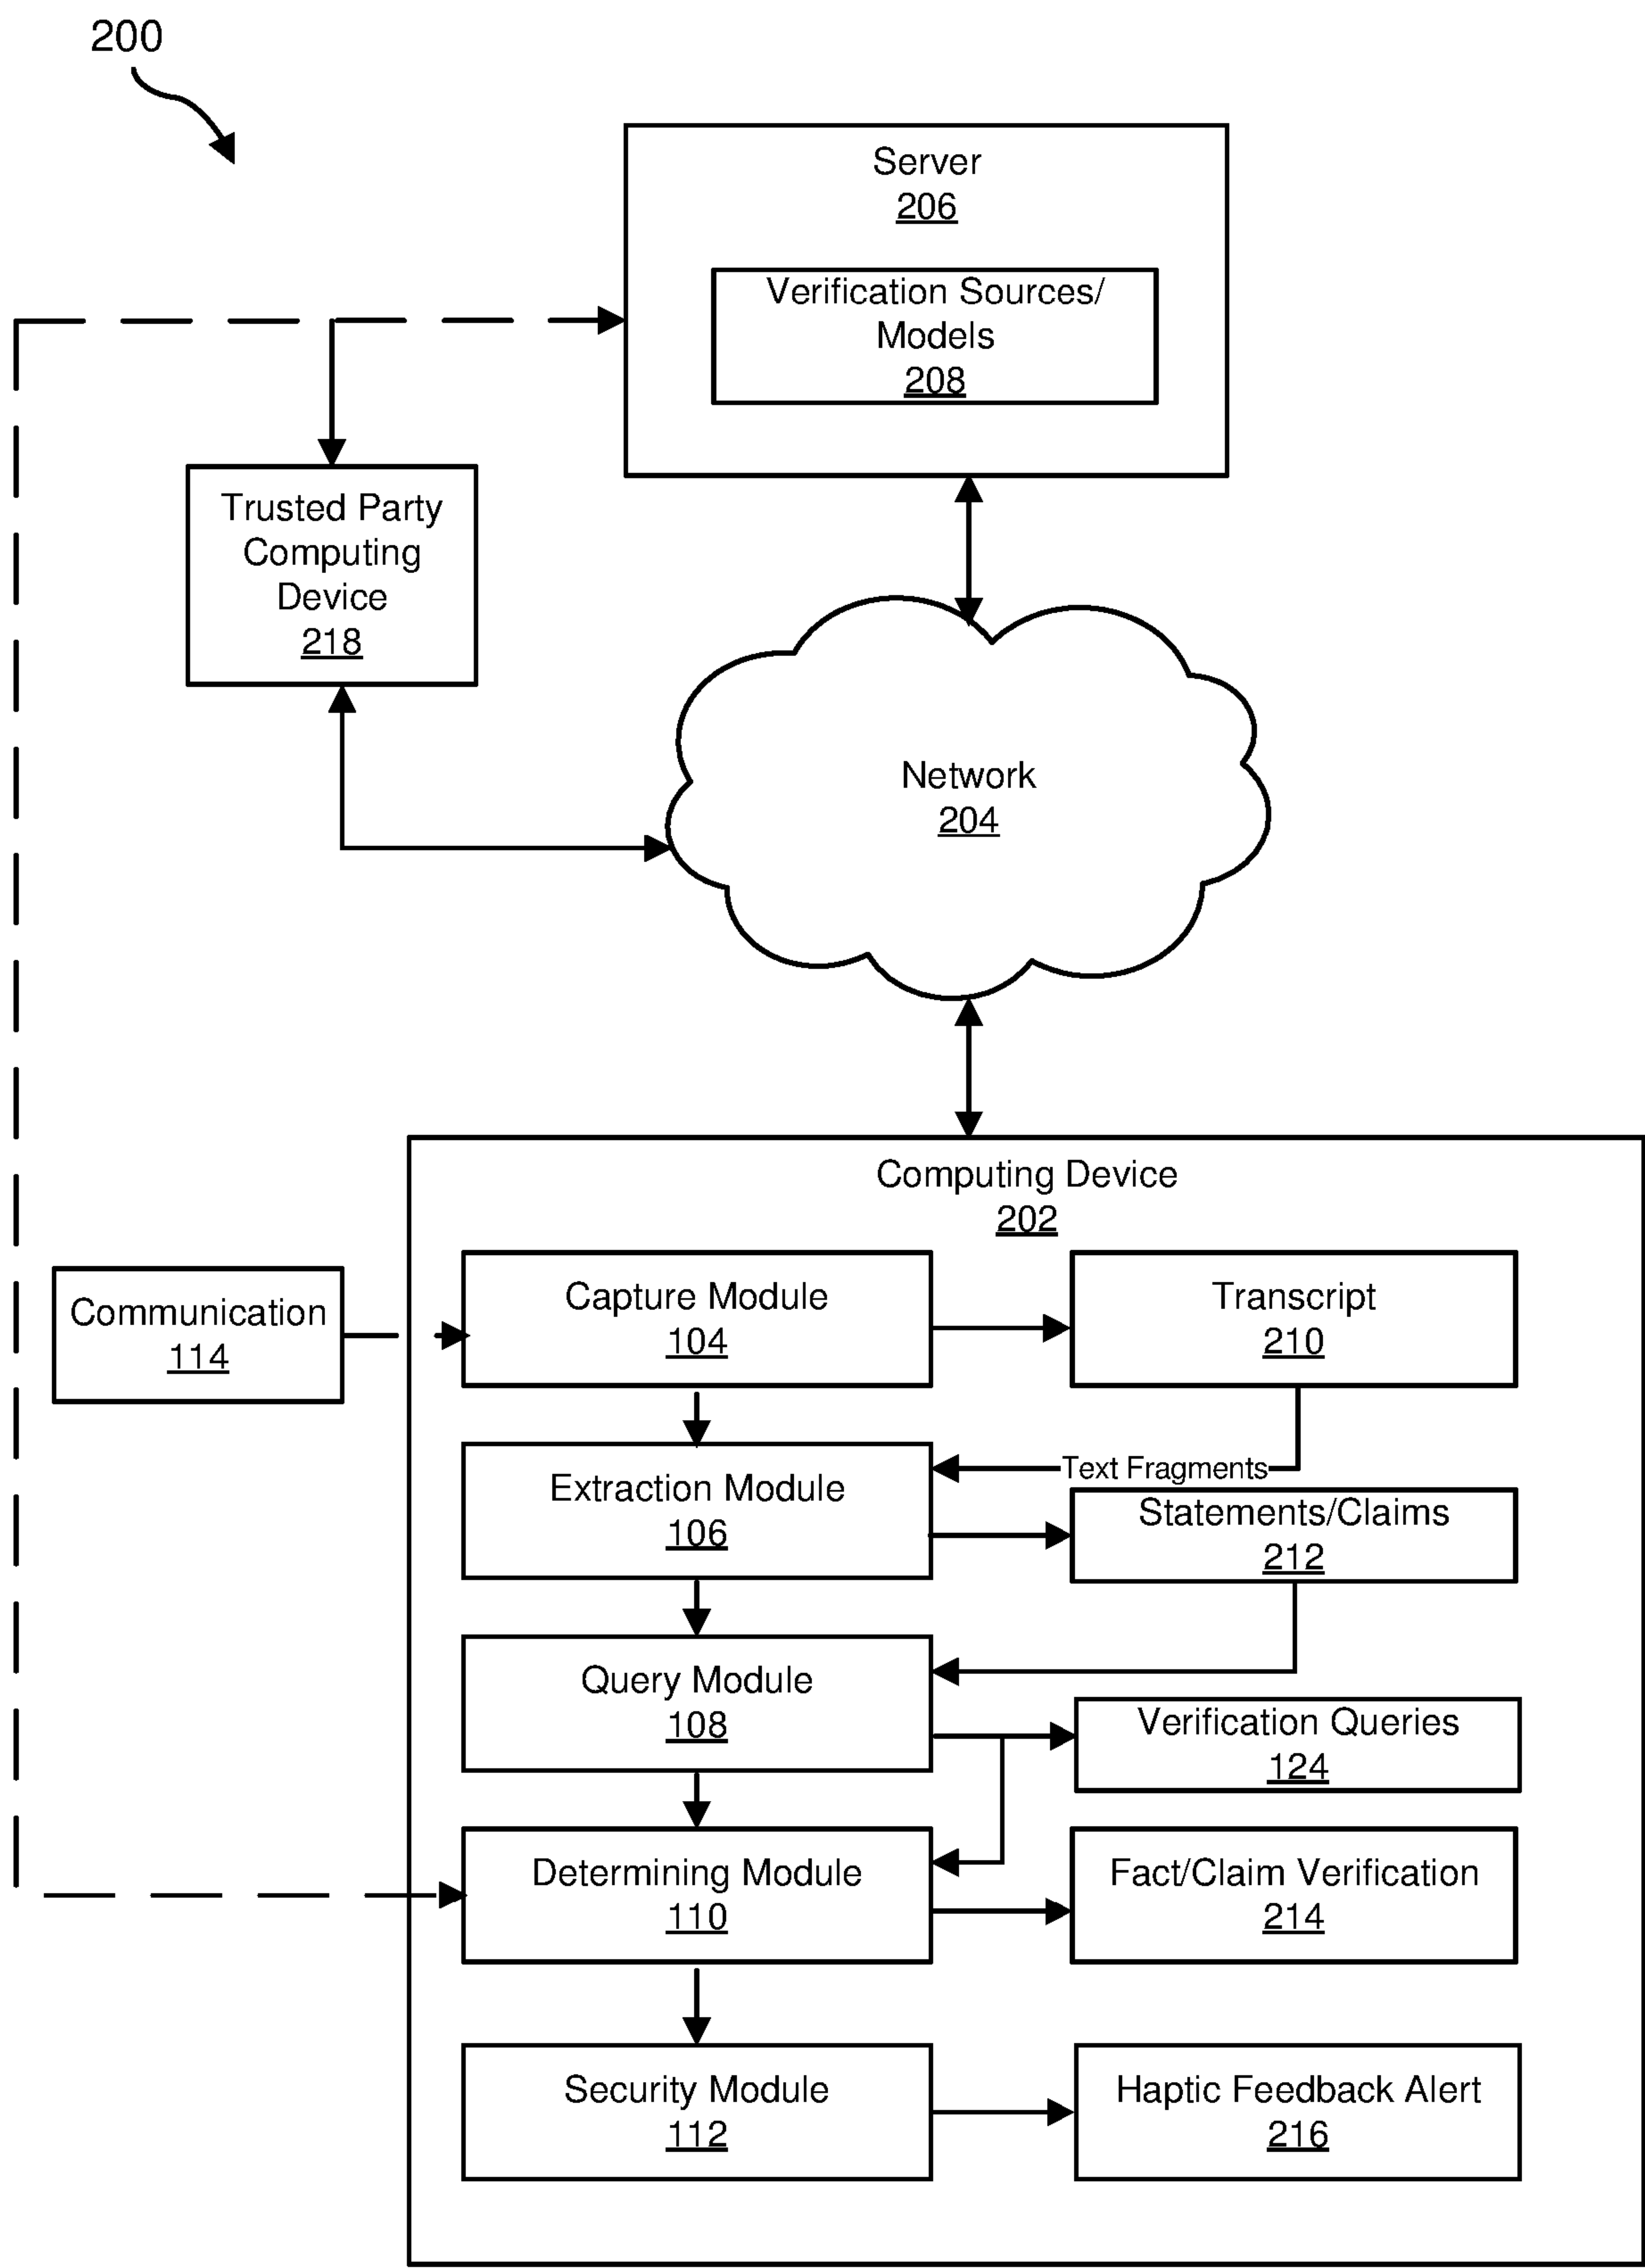 200
Server
206
Verification Sources/
Models
208
Trusted Party
Computing
Device
218
Network
204
Computing Device
202
Communication
114
Capture Module
104
Transcript
210
Text Fragments
Extraction Module
106
Statements/Claims
212
Query Module
108
Verification Queries
124
Determining Module
110
Fact/Claim Verification
214
Security Module
112
Haptic Feedback Alert
216